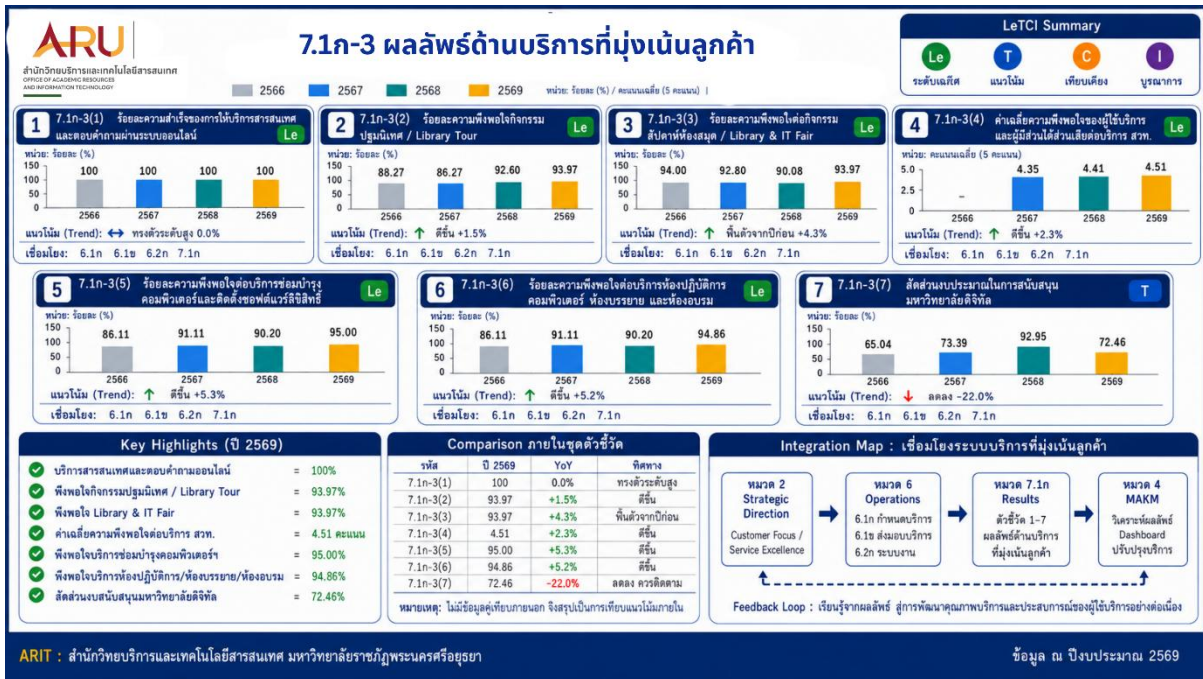 ARU
สำนักวิทยบริการและเทคโนโลยีสารสนเทศ
OFFICE OF ACADEMIC RESOURCES
AND INFORMATION TECHNOLOGY
7.1ก-3 ผลลัพธ์ด้านบริการที่มุ่งเน้นลูกค้า
2566 2567 2568 2569 หน่วย: ร้อยละ (%) / คะแนนเฉลี่ย (5 คะแนน) |
LeTCI Summary
Le T C I
ระดับเฉลิศ แนวโน้ม เทียบเคียง บูรณาการ
1 7.1ก-3(1) ร้อยละความสำเร็จของการให้บริการสารสนเทศ
และตอบคำถามผ่านระบบออนไลน์ Le
หน่วย: ร้อยละ (%)
150
100
50
0
100 100 100 100
2566 2567 2568 2569
แนวโน้ม (Trend): ↔ ทรงตัวระดับสูง 0.0%
เชื่อมโยง: 6.1ก 6.1ข 6.2ก 7.1ก
2 7.1ก-3(2) ร้อยละความพึงพอใจกิจกรรม
ปฐมนิเทศ / Library Tour Le
หน่วย: ร้อยละ (%)
150
100
50
0
88.27 86.27 92.60 93.97
2566 2567 2568 2569
แนวโน้ม (Trend): ↑ ดีขึ้น +1.5%
เชื่อมโยง: 6.1ก 6.1ข 6.2ก 7.1ก
3 7.1ก-3(3) ร้อยละความพึงพอใจต่อกิจกรรม
สัปดาห์ห้องสมุด / Library & IT Fair Le
หน่วย: ร้อยละ (%)
150
100
50
0
94.00 92.80 90.08 93.97
2566 2567 2568 2569
แนวโน้ม (Trend): ↑ ฟื้นตัวจากปีก่อน +4.3%
เชื่อมโยง: 6.1ก 6.1ข 6.2ก 7.1ก
4 7.1ก-3(4) ค่าเฉลี่ยความพึงพอใจของผู้ใช้บริการ
และผู้มีส่วนได้ส่วนเสียต่อบริการ สวท. Le
หน่วย: คะแนนเฉลี่ย (5 คะแนน)
5.0
2.5
0
– 4.35 4.41 4.51
2566 2567 2568 2569
แนวโน้ม (Trend): ↑ ดีขึ้น +2.3%
เชื่อมโยง: 6.1ก 6.1ข 6.2ก 7.1ก
5 7.1ก-3(5) ร้อยละความพึงพอใจต่อบริการซ่อมบำรุง
คอมพิวเตอร์และติดตั้งซอฟต์แวร์ลิขิสิทธิ์ Le
หน่วย: ร้อยละ (%)
150
100
50
0
86.11 91.11 90.20 95.00
2566 2567 2568 2569
แนวโน้ม (Trend): ↑ ดีขึ้น +5.3%
เชื่อมโยง: 6.1ก 6.1ข 6.2ก 7.1ก
6 7.1ก-3(6) ร้อยละความพึงพอใจต่อบริการห้องปฏิบัติการ
คอมพิวเตอร์ ห้องบรรยาย และห้องอบรม Le
หน่วย: ร้อยละ (%)
150
100
50
0
86.11 91.11 90.20 94.86
2566 2567 2568 2569
แนวโน้ม (Trend): ↑ ดีขึ้น +5.2%
เชื่อมโยง: 6.1ก 6.1ข 6.2ก 7.1ก
7 7.1ก-3(7) สัดส่วนงบประมาณในการสนับสนุน
มหาวิทยาลัยดิจิทัล T
หน่วย: ร้อยละ (%)
150
100
50
0
65.04 73.39 92.95 72.46
2566 2567 2568 2569
แนวโน้ม (Trend): ↓ ลดลง -22.0%
เชื่อมโยง: 6.1ก 6.1ข 6.2ก 7.1ก
Key Highlights (ปี 2569)
บริการสารสนเทศและตอบคำถามออนไลน์ = 100%
พึงพอใจกิจกรรมปฐมนิเทศ / Library Tour = 93.97%
พึงพอใจ Library & IT Fair = 93.97%
ค่าเฉลี่ยความพึงพอใจต่อบริการ สวท. = 4.51 คะแนน
พึงพอใจบริการซ่อมบำรุงคอมพิวเตอร์ฯ = 95.00%
พึงพอใจบริการห้องปฏิบัติการ/ห้องบรรยาย/ห้องอบรม = 94.86%
สัดส่วนงบสนับสนุนมหาวิทยาลัยดิจิทัล = 72.46%
Comparison ภายในชุดตัวชี้วัด
รหัส ปี 2569 YoY ทิศทาง
7.1ก-3(1) 100 0.0% ทรงตัวระดับสูง
7.1ก-3(2) 93.97 +1.5% ดีขึ้น
7.1ก-3(3) 93.97 +4.3% ฟื้นตัวจากปีก่อน
7.1ก-3(4) 4.51 +2.3% ดีขึ้น
7.1ก-3(5) 95.00 +5.3% ดีขึ้น
7.1ก-3(6) 94.86 +5.2% ดีขึ้น
7.1ก-3(7) 72.46 -22.0% ลดลง ควรติดตาม
หมายเหตุ: ไม่มีข้อมูลคู่เทียบภายนอก จึงสรุปเป็นการเทียบแนวโน้มภายใน
Integration Map : เชื่อมโยงระบบบริการที่มุ่งเน้นลูกค้า
หมวด 2
Strategic
Direction
Customer Focus /
Service Excellence
หมวด 6
Operations
6.1ก กำหนดบริการ
6.1ข ส่งมอบบริการ
6.2ก ระบบงาน
หมวด 7.1ก
Results
ตัวชี้วัด 1–7
ผลลัพธ์ด้านบริการ
ที่มุ่งเน้นลูกค้า
หมวด 4
MAKM
วิเคราะห์ผลลัพธ์
Dashboard
ปรับปรุงบริการ
Feedback Loop : เรียนรู้จากผลลัพธ์ สู่การพัฒนาคุณภาพบริการและประสบการณ์ของผู้ใช้บริการอย่างต่อเนื่อง
ARIT : สำนักวิทยบริการและเทคโนโลยีสารสนเทศ มหาวิทยาลัยราชภัฏพระนครศรีอยุธยา
ข้อมูล ณ ปีงบประมาณ 2569